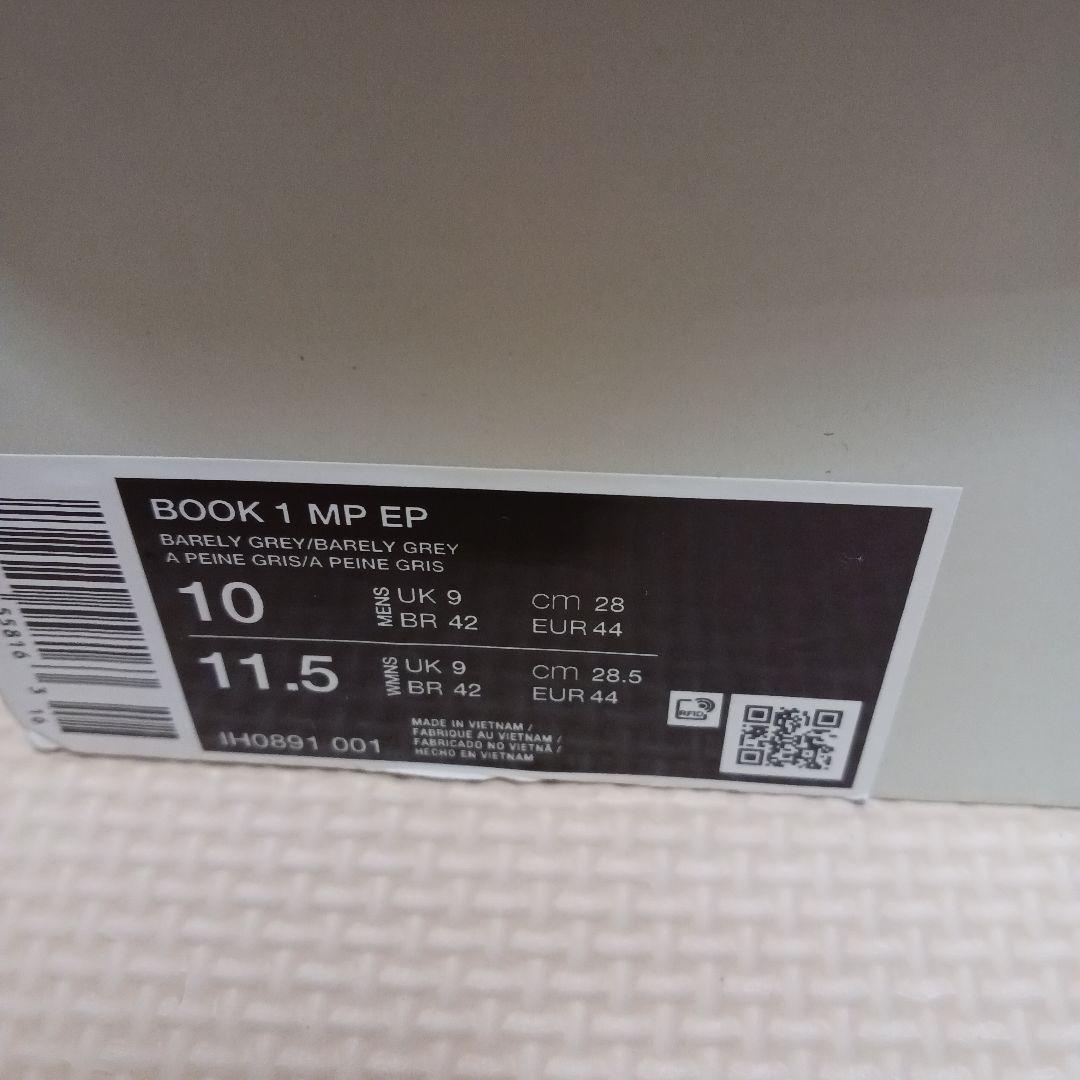 BOOK 1 MP EP
BARELY GREY/BARELY GREY
A PEINE GRIS/A PEINE GRIS
10 MENS UK 9 cm 28
BR 42 EUR 44
11.5 WMNS UK 9 cm 28.5
BR 42 EUR 44
IH0891 001
MADE IN VIETNAM /
FABRIQUE AU VIETNAM /
FABRICADO NO VIETNÃ /
HECHO EN VIETNAM
RFID
55816 3